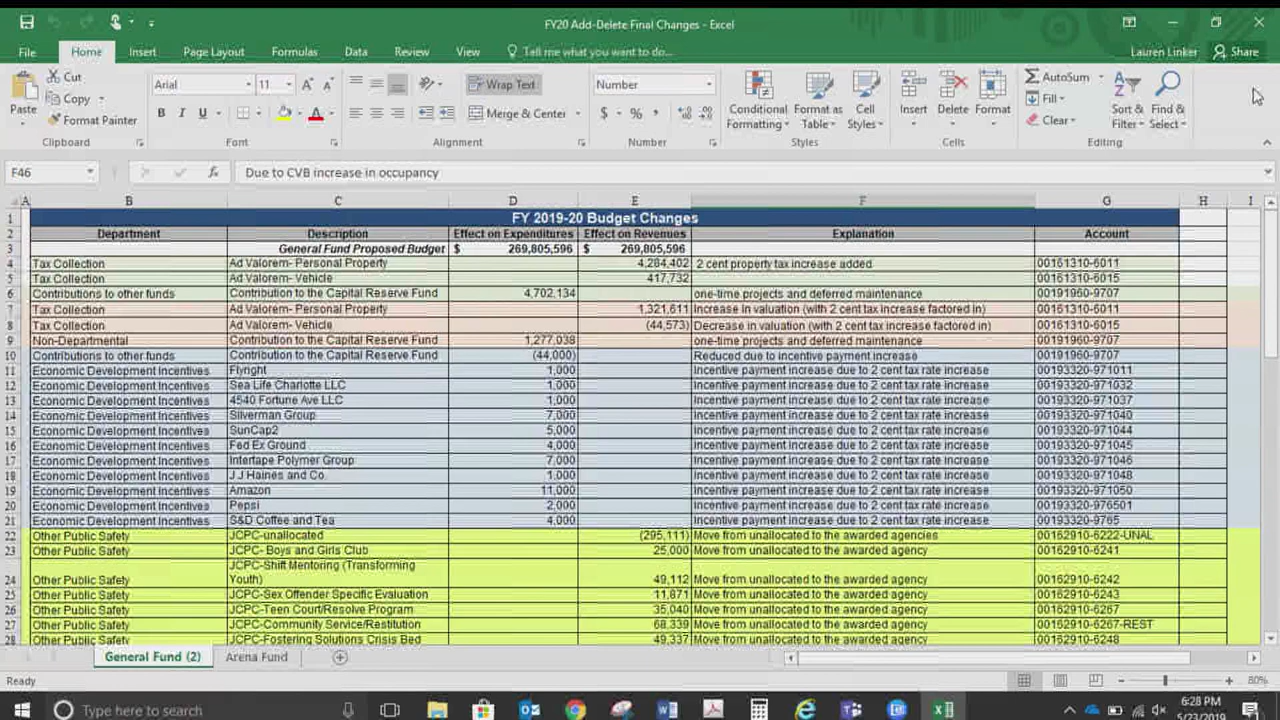 FY20 Add-Delete Final Changes - Excel
File Home Insert Page Layout Formulas Data Review View Tell me what you want to do... Lauren Linker Share
Cut
Copy
Format Painter
Paste
Clipboard
Arial 11
B I U
Font
Wrap Text
Merge & Center
Alignment
Number
$ % ,
Number
Conditional Formatting
Format as Table
Cell Styles
Styles
Insert Delete Format
Cells
AutoSum
Fill
Clear
Sort & Filter
Find & Select
Editing
F46 fx Due to CVB increase in occupancy
A B C D E F G H I
1 FY 2019-20 Budget Changes
2 Department Description Effect on Expenditures Effect on Revenues Explanation Account
3 General Fund Proposed Budget $ 269,805,596 $ 269,805,596
4 Tax Collection Ad Valorem- Personal Property 4,284,402 2 cent property tax increase added 00161310-6011
5 Tax Collection Ad Valorem- Vehicle 417,732 00161310-6015
6 Contributions to other funds Contribution to the Capital Reserve Fund 4,702,134 one-time projects and deferred maintenance 00191960-9707
7 Tax Collection Ad Valorem- Personal Property 1,321,611 Increase in valuation (with 2 cent tax increase factored in) 00161310-6011
8 Tax Collection Ad Valorem- Vehicle (44,573) Decrease in valuation (with 2 cent tax increase factored in) 00161310-6015
9 Non-Departmental Contribution to the Capital Reserve Fund 1,277,038 one-time projects and deferred maintenance 00191960-9707
10 Contributions to other funds Contribution to the Capital Reserve Fund (44,000) Reduced due to incentive payment increase 00191960-9707
11 Economic Development Incentives Flyright 1,000 Incentive payment increase due to 2 cent tax rate increase 00193320-971011
12 Economic Development Incentives Sea Life Charlotte LLC 1,000 Incentive payment increase due to 2 cent tax rate increase 00193320-971032
13 Economic Development Incentives 4540 Fortune Ave LLC 1,000 Incentive payment increase due to 2 cent tax rate increase 00193320-971037
14 Economic Development Incentives Silverman Group 7,000 Incentive payment increase due to 2 cent tax rate increase 00193320-971040
15 Economic Development Incentives SunCap2 5,000 Incentive payment increase due to 2 cent tax rate increase 00193320-971044
16 Economic Development Incentives Fed Ex Ground 4,000 Incentive payment increase due to 2 cent tax rate increase 00193320-971045
17 Economic Development Incentives Intertape Polymer Group 7,000 Incentive payment increase due to 2 cent tax rate increase 00193320-971046
18 Economic Development Incentives J J Haines and Co. 1,000 Incentive payment increase due to 2 cent tax rate increase 00193320-971048
19 Economic Development Incentives Amazon 11,000 Incentive payment increase due to 2 cent tax rate increase 00193320-971050
20 Economic Development Incentives Pepsi 2,000 Incentive payment increase due to 2 cent tax rate increase 00193320-976501
21 Economic Development Incentives S&D Coffee and Tea 4,000 Incentive payment increase due to 2 cent tax rate increase 00193320-9765
22 Other Public Safety JCPC-unallocated (295,111) Move from unallocated to the awarded agencies 00162910-6222-UNAL
23 Other Public Safety JCPC- Boys and Girls Club 25,000 Move from unallocated to the awarded agency 00162910-6241
JCPC-Shift Mentoring (Transforming
24 Other Public Safety Youth) 49,112 Move from unallocated to the awarded agency 00162910-6242
25 Other Public Safety JCPC-Sex Offender Specific Evaluation 11,871 Move from unallocated to the awarded agency 00162910-6243
26 Other Public Safety JCPC-Teen Court/Resolve Program 35,040 Move from unallocated to the awarded agency 00162910-6267
27 Other Public Safety JCPC-Community Service/Restitution 68,339 Move from unallocated to the awarded agency 00162910-6267-REST
28 Other Public Safety JCPC-Fostering Solutions Crisis Bed 49,337 Move from unallocated to the awarded agency 00162910-6248
General Fund (2) Arena Fund
Ready 80%
Type here to search
6:28 PM
5/23/2019